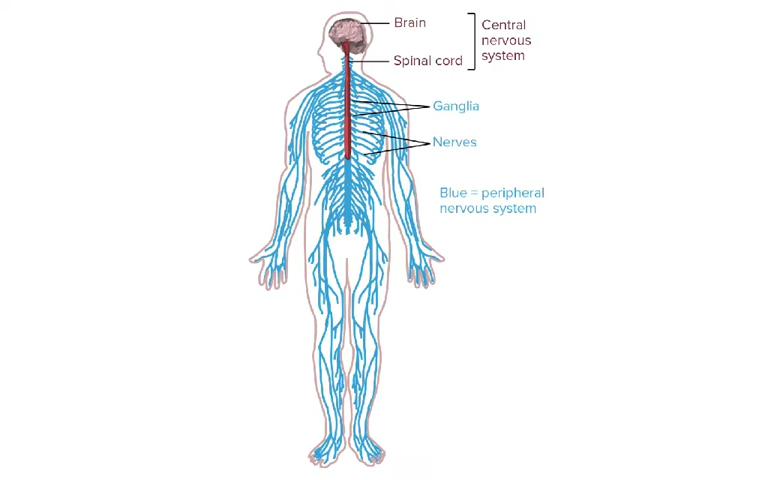 Brain
Central
nervous
system
Spinal cord
Ganglia
Nerves
Blue = peripheral
nervous system